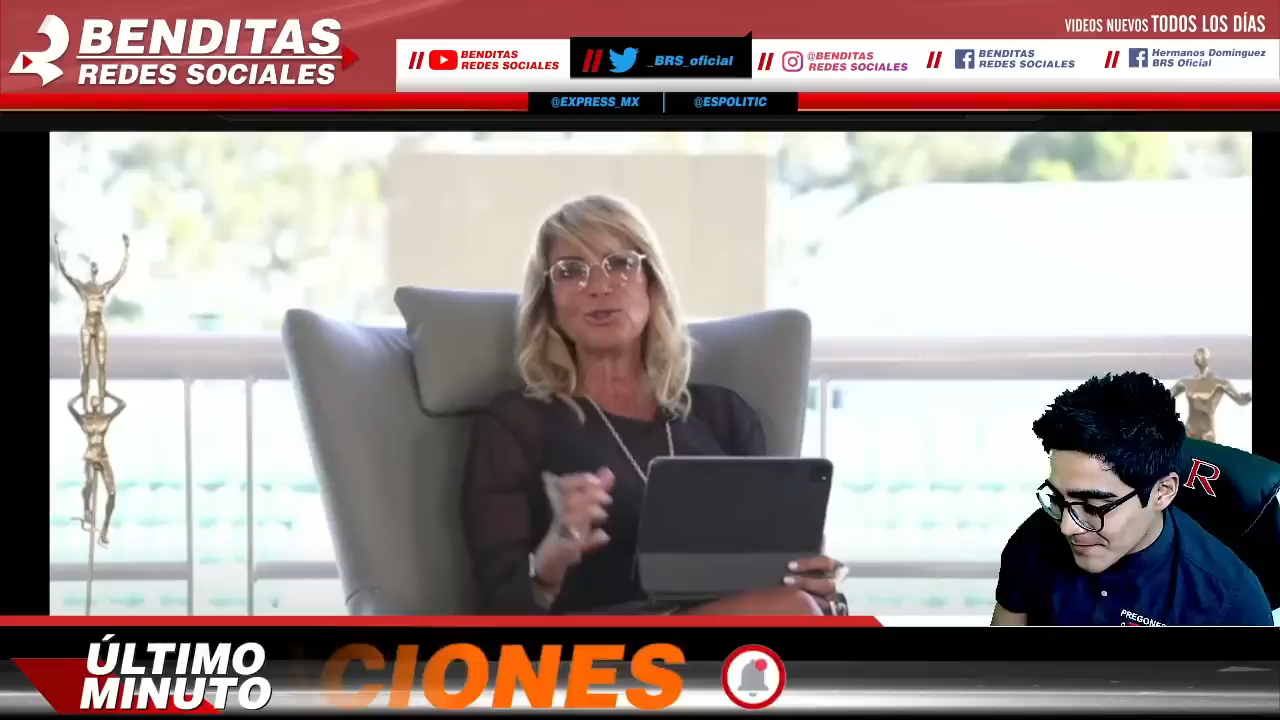 BENDITAS
REDES SOCIALES
VIDEOS NUEVOS TODOS LOS DÍAS
BENDITAS
REDES SOCIALES
_BRS_oficial
@BENDITAS
REDES SOCIALES
BENDITAS
REDES SOCIALES
Hermanos Dominguez
BRS Oficial
@EXPRESS_MX
@ESPOLITIC
R
PREGONE
ÚLTIMO
MINUTO
CIONES